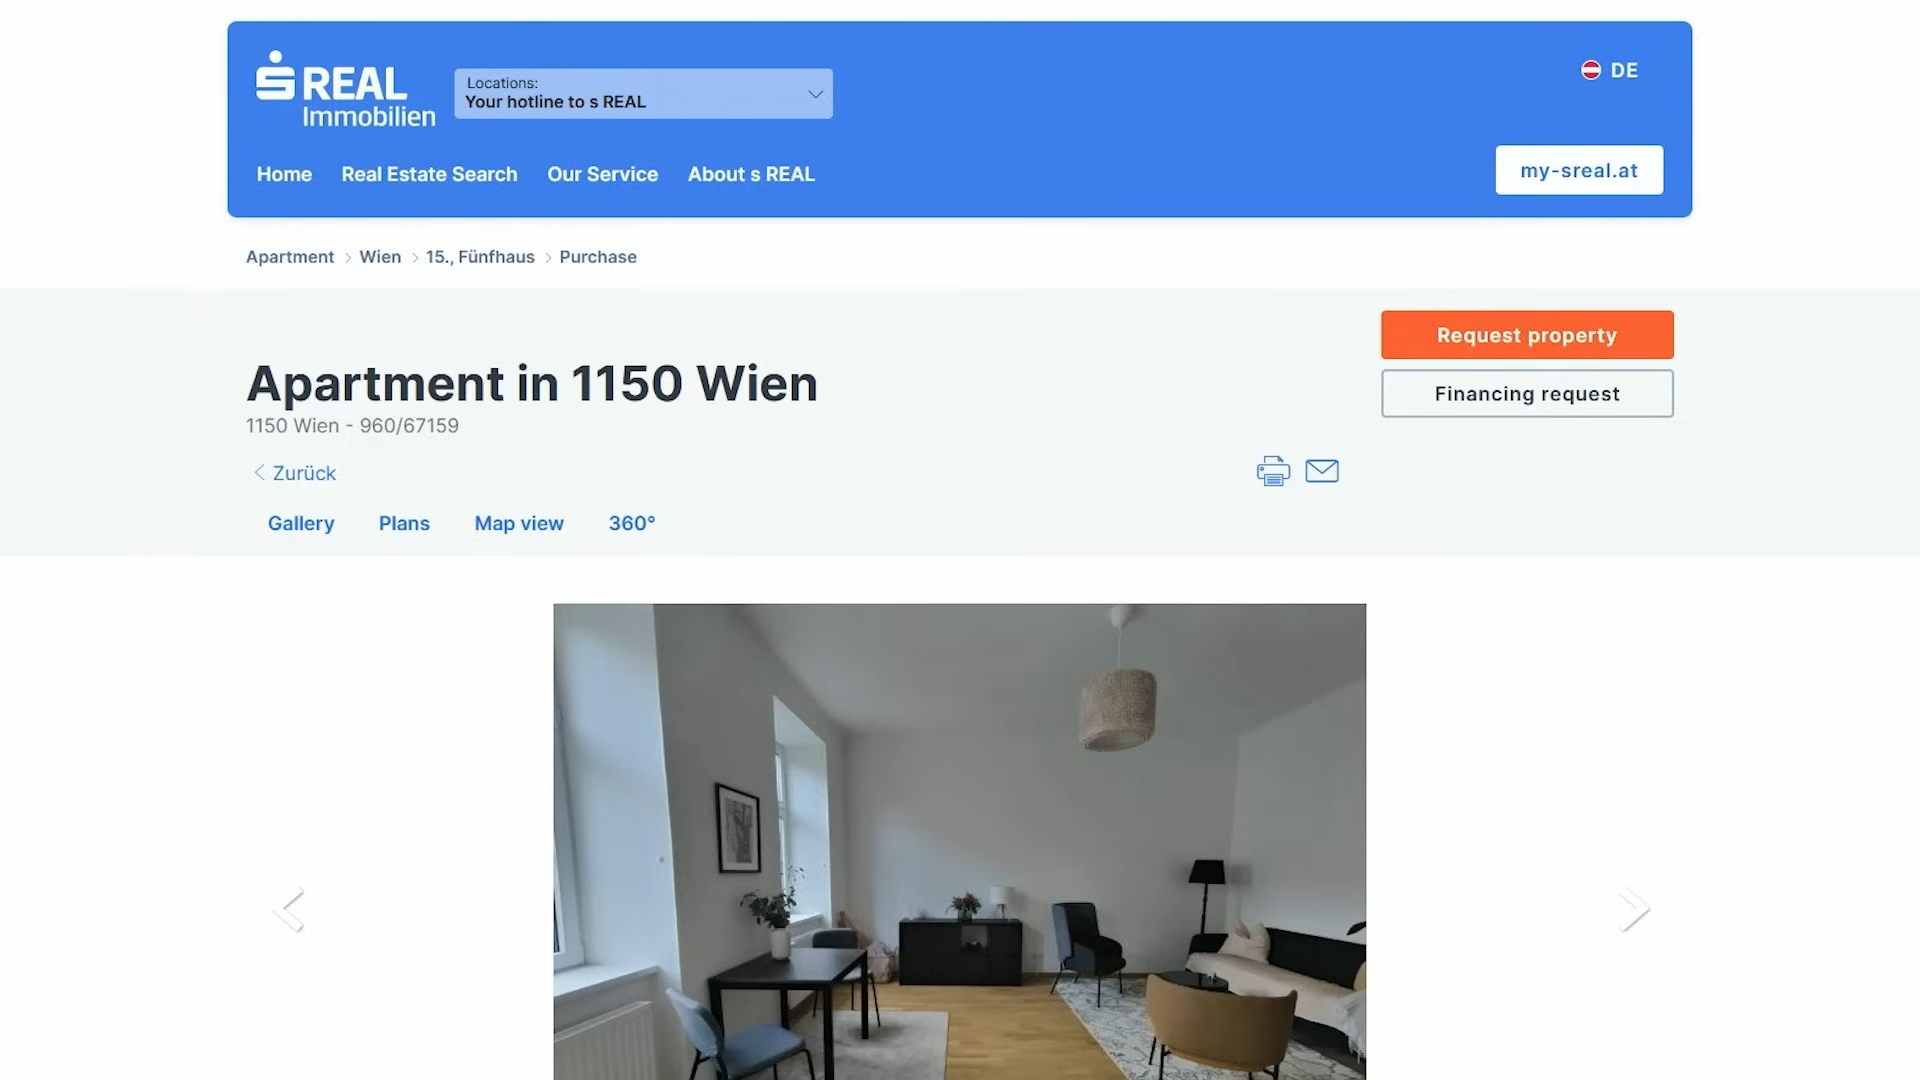 S REAL
Immobilien
Locations:
Your hotline to s REAL
DE
Home Real Estate Search Our Service About s REAL
my-sreal.at
Apartment > Wien > 15., Fünfhaus > Purchase
Request property
Apartment in 1150 Wien
Financing request
1150 Wien - 960/67159
< Zurück
Gallery Plans Map view 360°